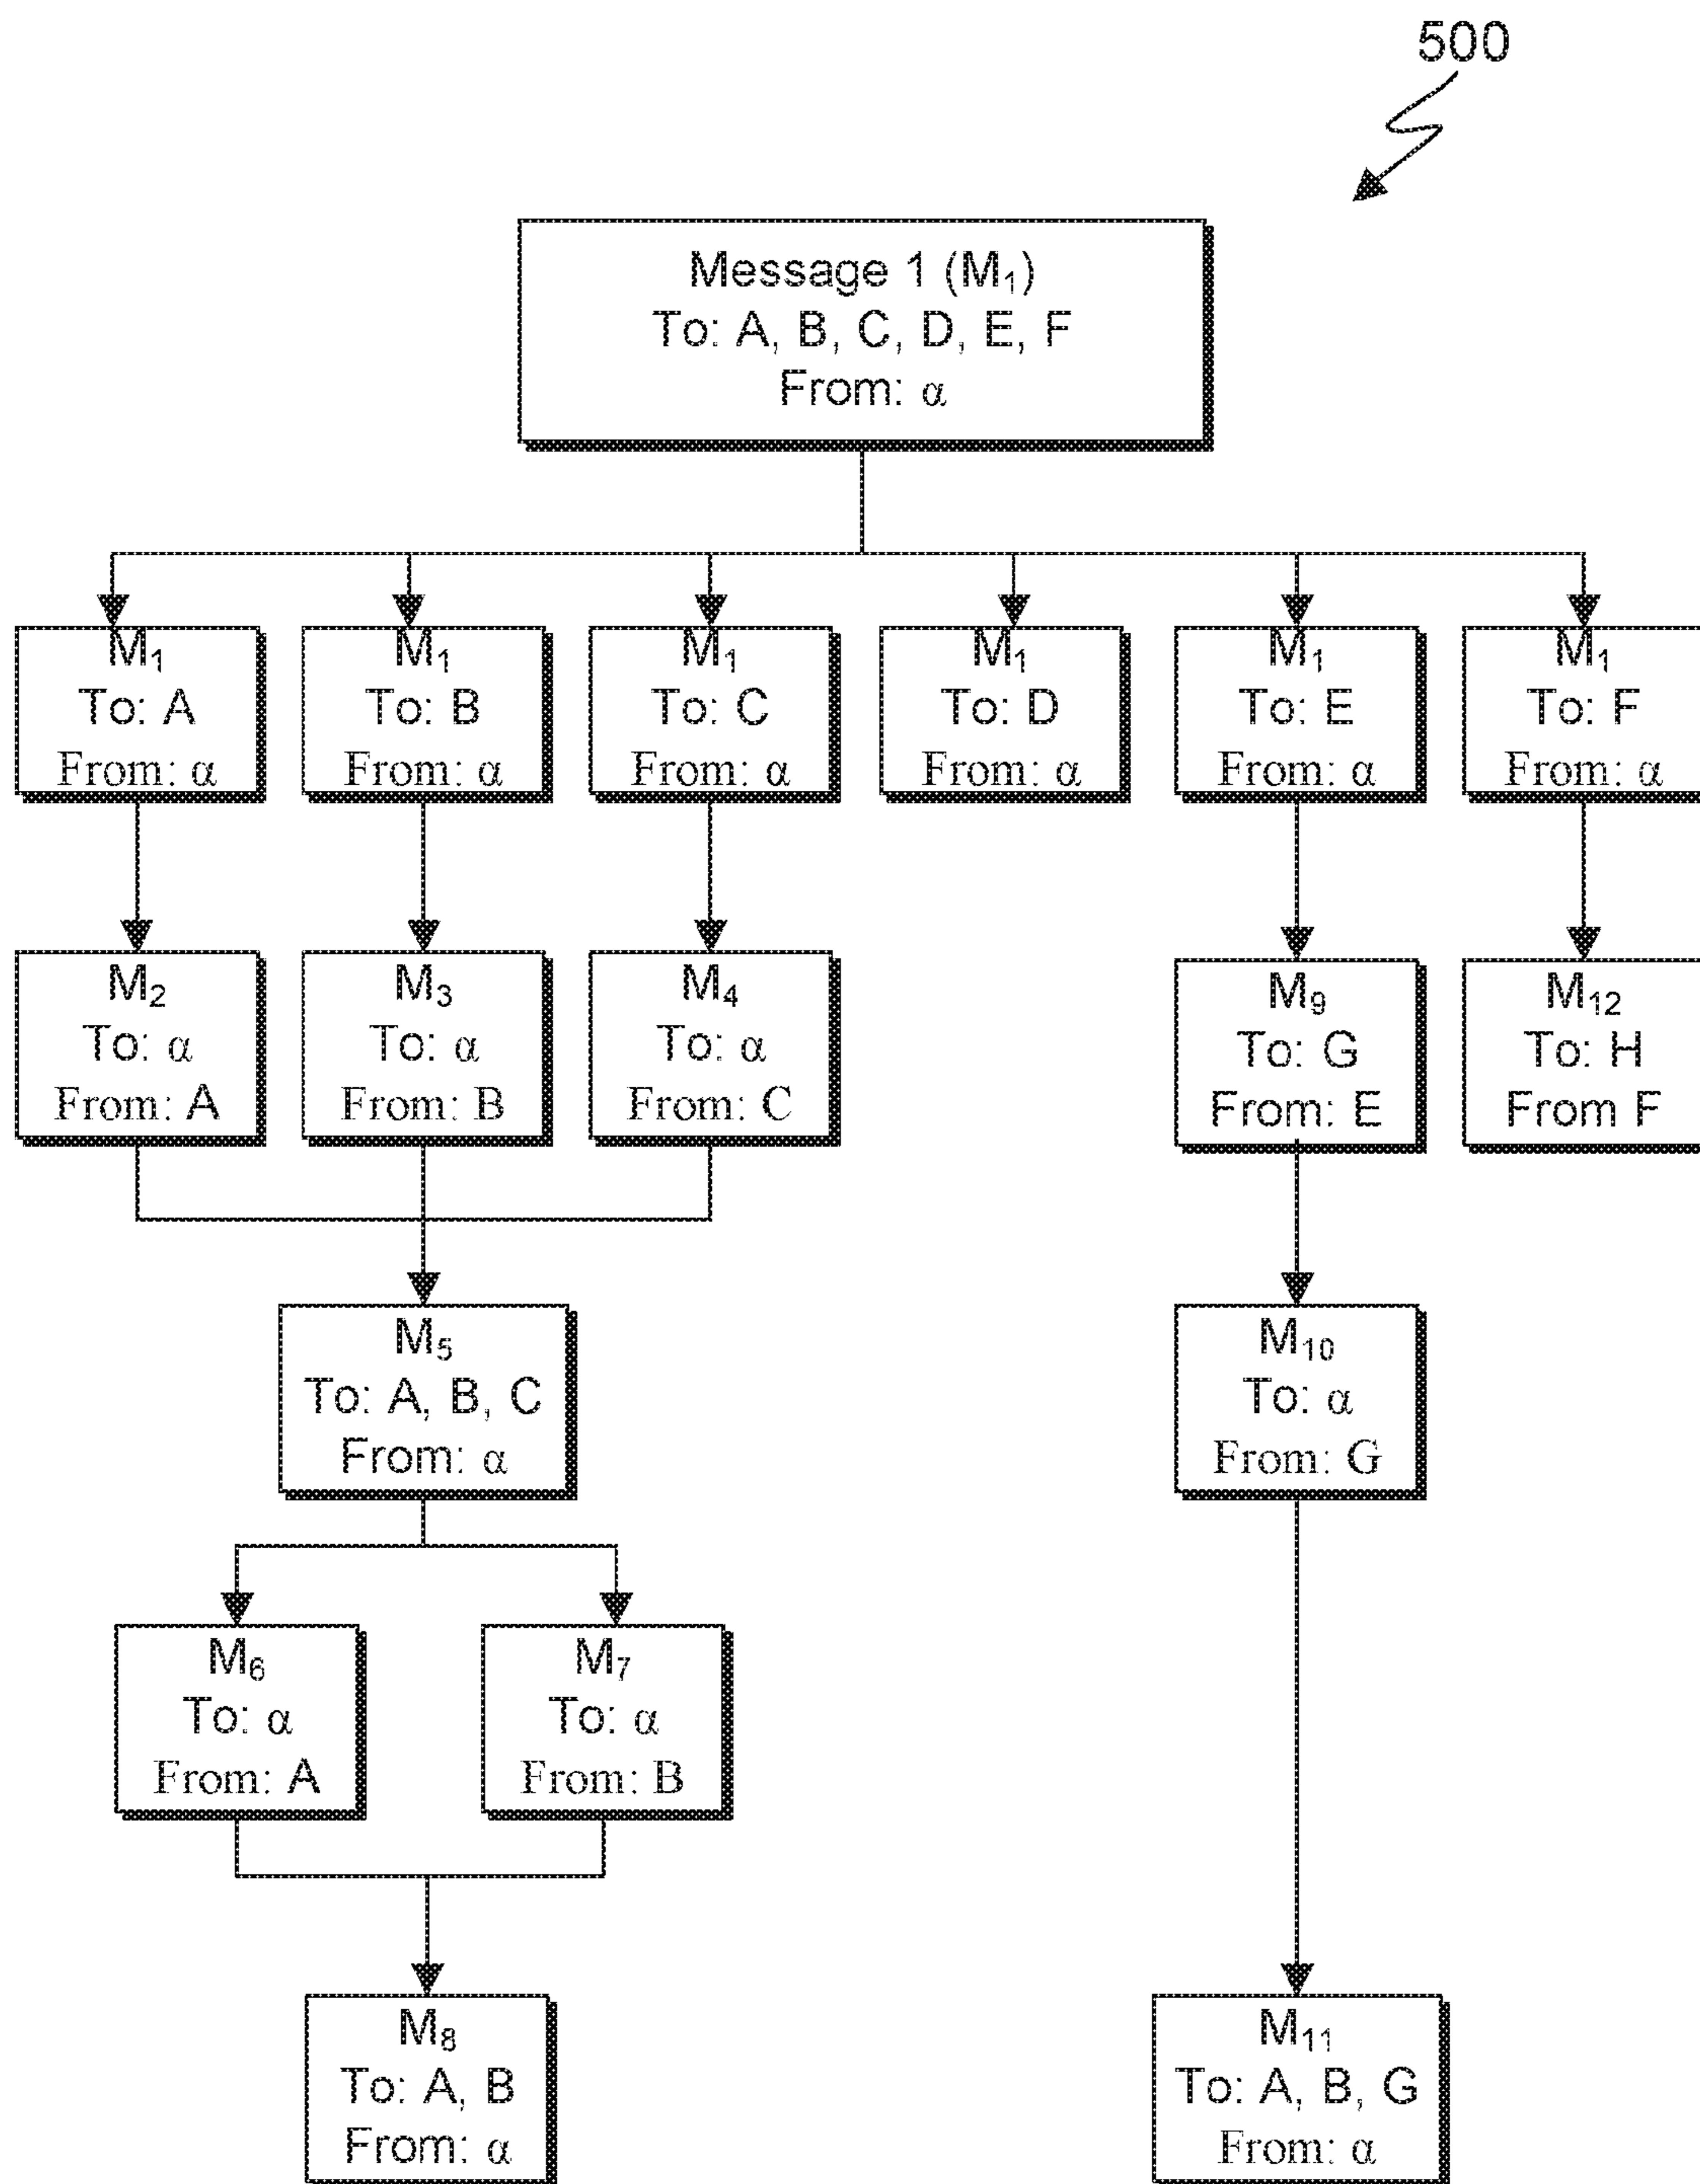 500
Message 1 (M₁)
To: A, B, C, D, E, F
From: α
M₁
To: A
From: α
M₁
To: B
From: α
M₁
To: C
From: α
M₁
To: D
From: α
M₁
To: E
From: α
M₁
To: F
From: α
M₂
To: α
From: A
M₃
To: α
From: B
M₄
To: α
From: C
M₉
To: G
From: E
M₁₂
To: H
From F
M₅
To: A, B, C
From: α
M₁₀
To: α
From: G
M₆
To: α
From: A
M₇
To: α
From: B
M₈
To: A, B
From: α
M₁₁
To: A, B, G
From: α